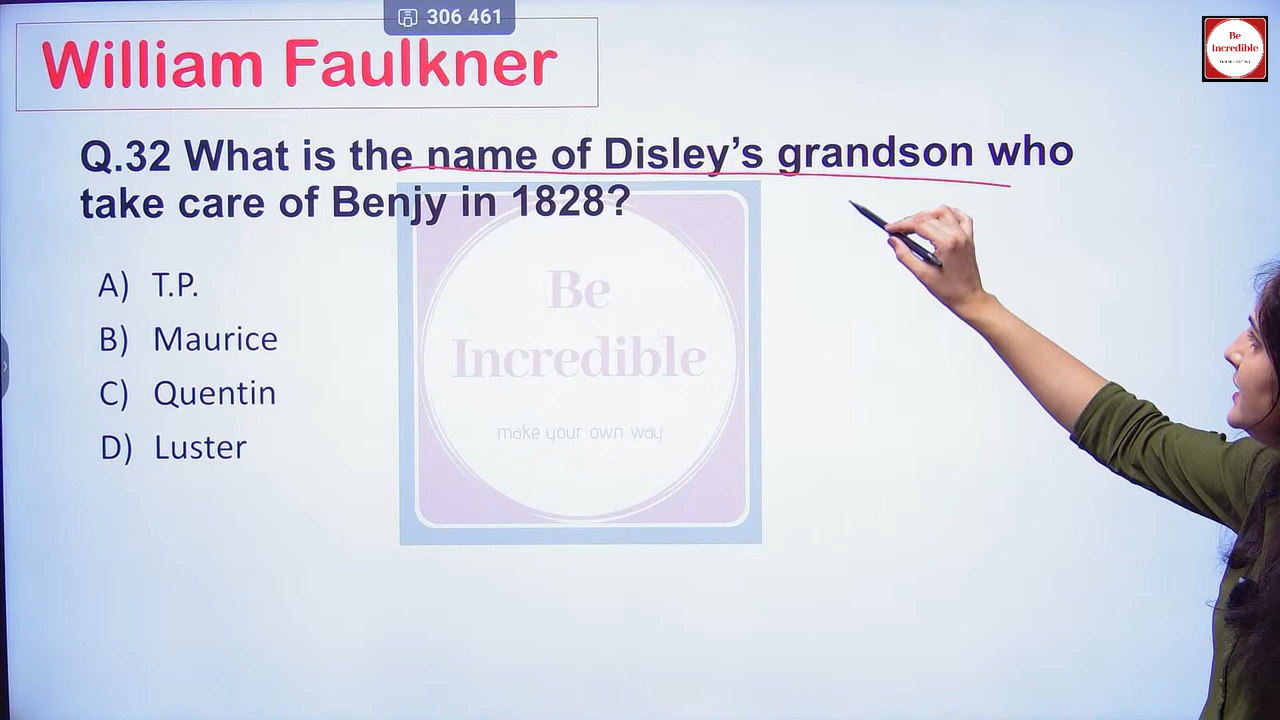 306 461
William Faulkner
Be
Incredible
Q.32 What is the name of Disley's grandson who
take care of Benjy in 1828?
A) T.P.
B) Maurice
C) Quentin
D) Luster
Be
Incredible
make your own way